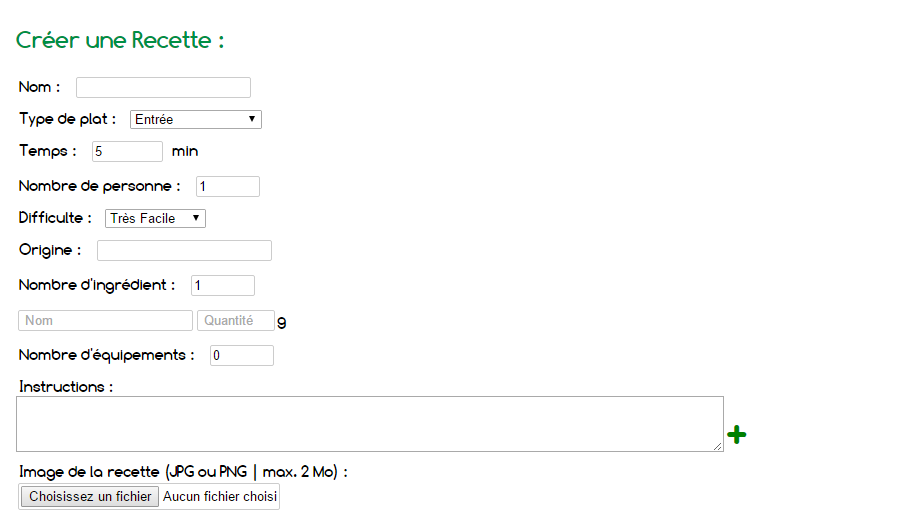 Créer une Recette :
Nom :
Type de plat : Entrée
Temps : 5 min
Nombre de personne : 1
Difficulte : Très Facile
Origine :
Nombre d'ingrédient : 1
Nom Quantité g
Nombre d'équipements : 0
Instructions :
Image de la recette (JPG ou PNG | max. 2 Mo) :
Choisissez un fichier Aucun fichier choisi